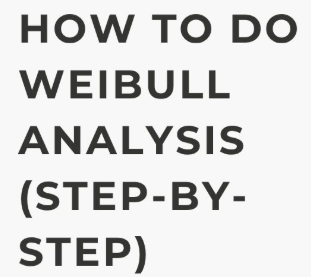 HOW TO DO
WEIBULL
ANALYSIS
(STEP-BY-
STEP)